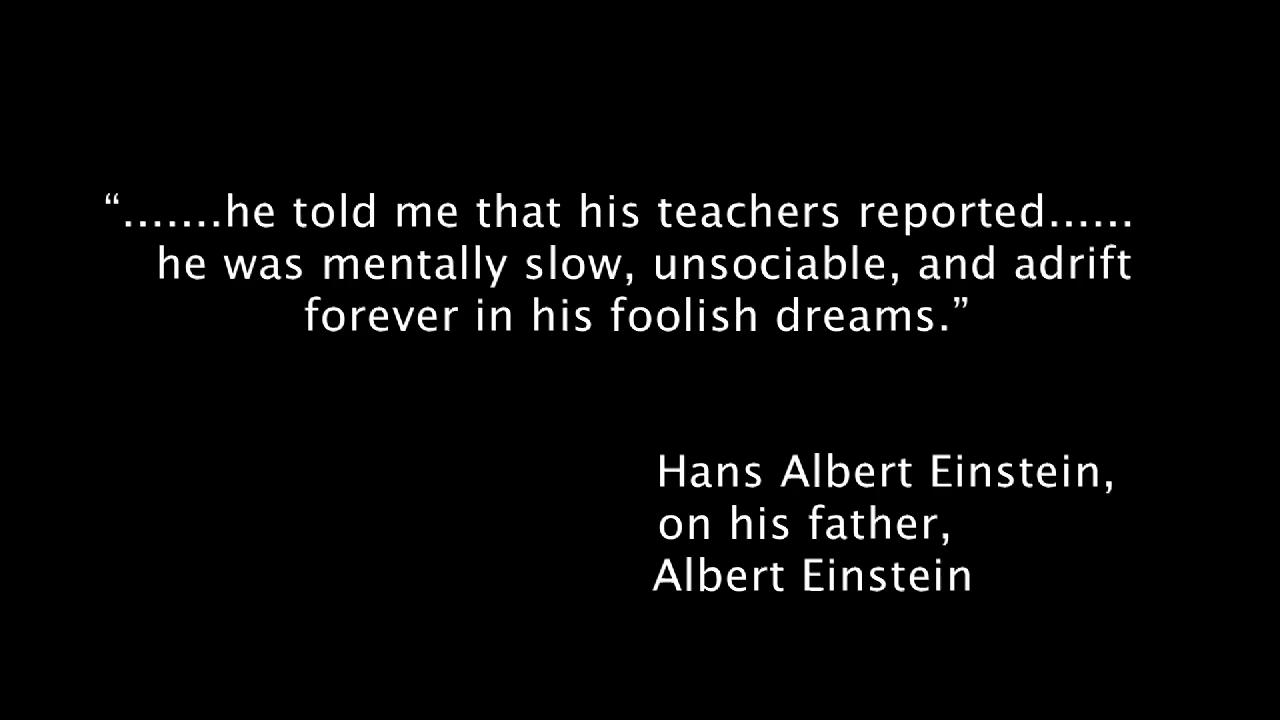 “.......he told me that his teachers reported......
he was mentally slow, unsociable, and adrift
forever in his foolish dreams.”
Hans Albert Einstein,
on his father,
Albert Einstein